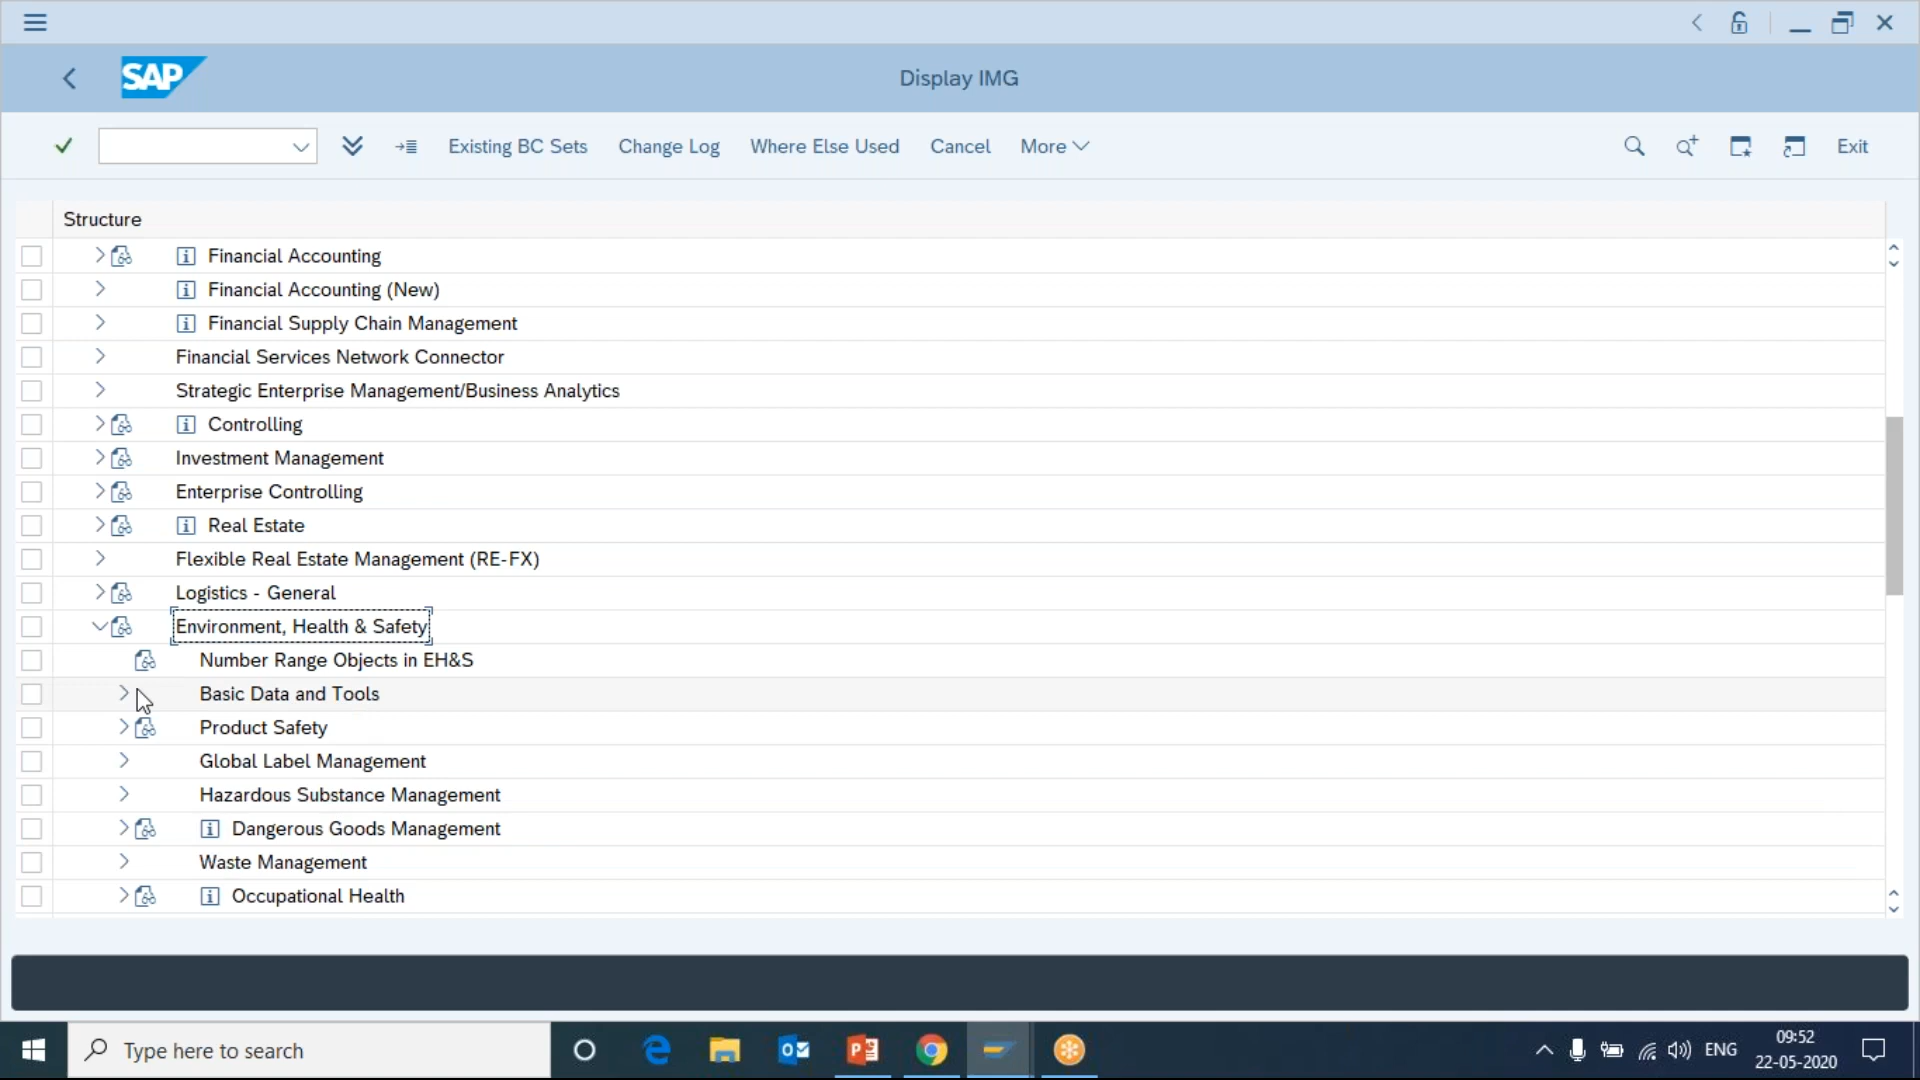 SAP
Display IMG
Existing BC Sets Change Log Where Else Used Cancel More Exit
Structure
Financial Accounting
Financial Accounting (New)
Financial Supply Chain Management
Financial Services Network Connector
Strategic Enterprise Management/Business Analytics
Controlling
Investment Management
Enterprise Controlling
Real Estate
Flexible Real Estate Management (RE-FX)
Logistics - General
Environment, Health & Safety
Number Range Objects in EH&S
Basic Data and Tools
Product Safety
Global Label Management
Hazardous Substance Management
Dangerous Goods Management
Waste Management
Occupational Health
Type here to search
ENG
09:52
22-05-2020